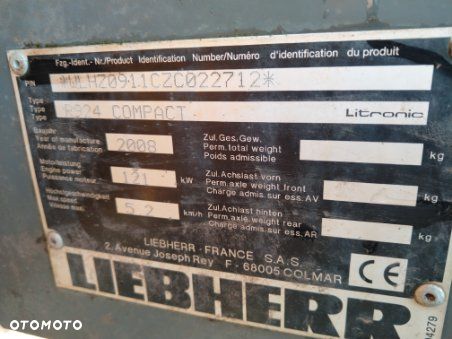 Fzg.-Ident.- Nr./Product Identification Number/Numéro d'identification du produit
PIN *WLHZ0911CZC022712*
Type
Type R924 COMPACT Litronic
Type
Baujahr
Year of manufacture 2008
Année de fabrication
Zul.Ges.Gew.
Perm.total weight kg
Poids admissible
Motorleistung
Engine power 121 kW
Puissance moteur
Zul.Achslast vorn
Perm axle weight front kg
Charge admis sur ess.AV
Höchstgeschwindigkeit
Max.speed 5.2 km/h
Vitesse max.
Zul.Achslast hinten
Perm axle weight rear kg
Charge admis sur ess.AR
LIEBHERR - FRANCE S.A.S.
2, Avenue Joseph Rey F - 68005 COLMAR
CE
LIEBHERR
OTOMOTO